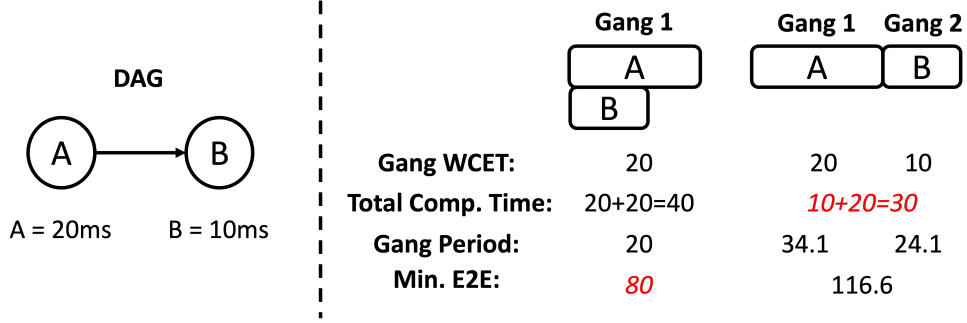 DAG
A
B
A = 20ms
B = 10ms
Gang 1
Gang 1
Gang 2
A
B
A
B
Gang WCET:
20
20
10
Total Comp. Time:
20+20=40
10+20=30
Gang Period:
20
34.1
24.1
Min. E2E:
80
116.6